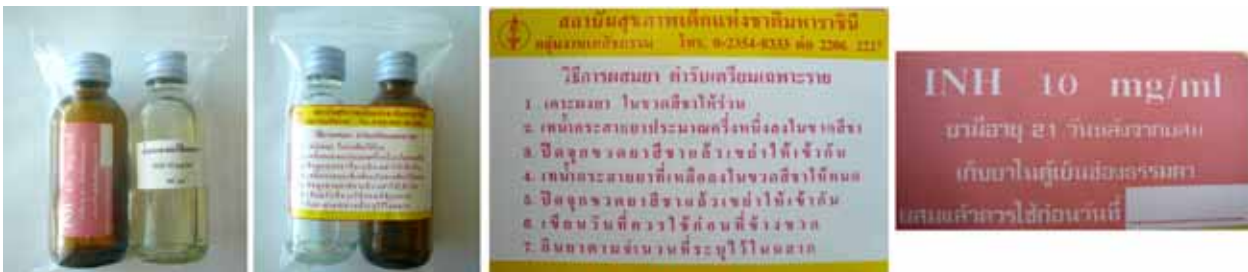 สถาบันสุขภาพเด็กแห่งชาติมหาราชินี
กลุ่มงานเภสัชกรรม โทร. 0-2354-8333 ต่อ 2206, 2217
วิธีการผสมยา ตำรับเตรียมเฉพาะราย
1. เคาะผงยา ในขวดสีชาให้ร่วน
2. เทน้ำกระสายยาประมาณครึ่งหนึ่งลงในขวดสีชา
3. ปิดจุกขวดยาสีชาแล้วเขย่าให้เข้ากัน
4. เทน้ำกระสายยาที่เหลือลงในขวดสีชาให้หมด
5. ปิดจุกขวดยาสีชาแล้วเขย่าให้เข้ากัน
6. เขียนวันที่ควรใช้ก่อนที่ข้างขวด
7. กินยาตามจำนวนที่ระบุไว้ในฉลาก
INH 10 mg/ml
ยามีอายุ 21 วันหลังจากผสม
เก็บยาในตู้เย็นช่องธรรมดา
ผสมแล้วควรใช้ก่อนวันที่